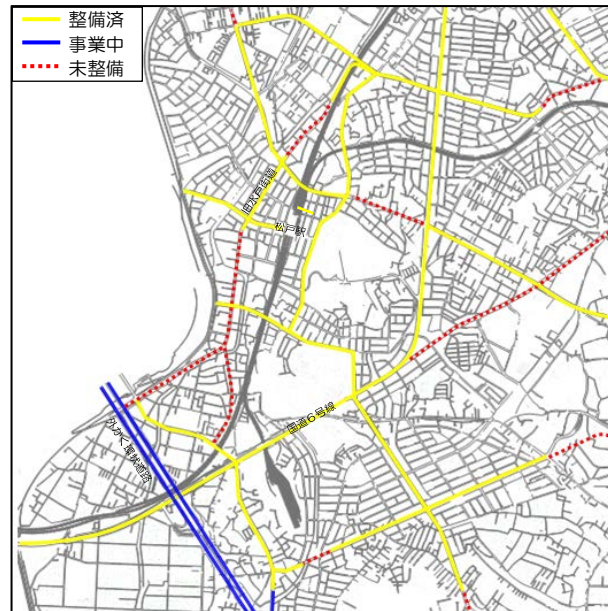 整備済
事業中
未整備
旧水戸街道
松戸駅
国道6号線
外かく環状道路